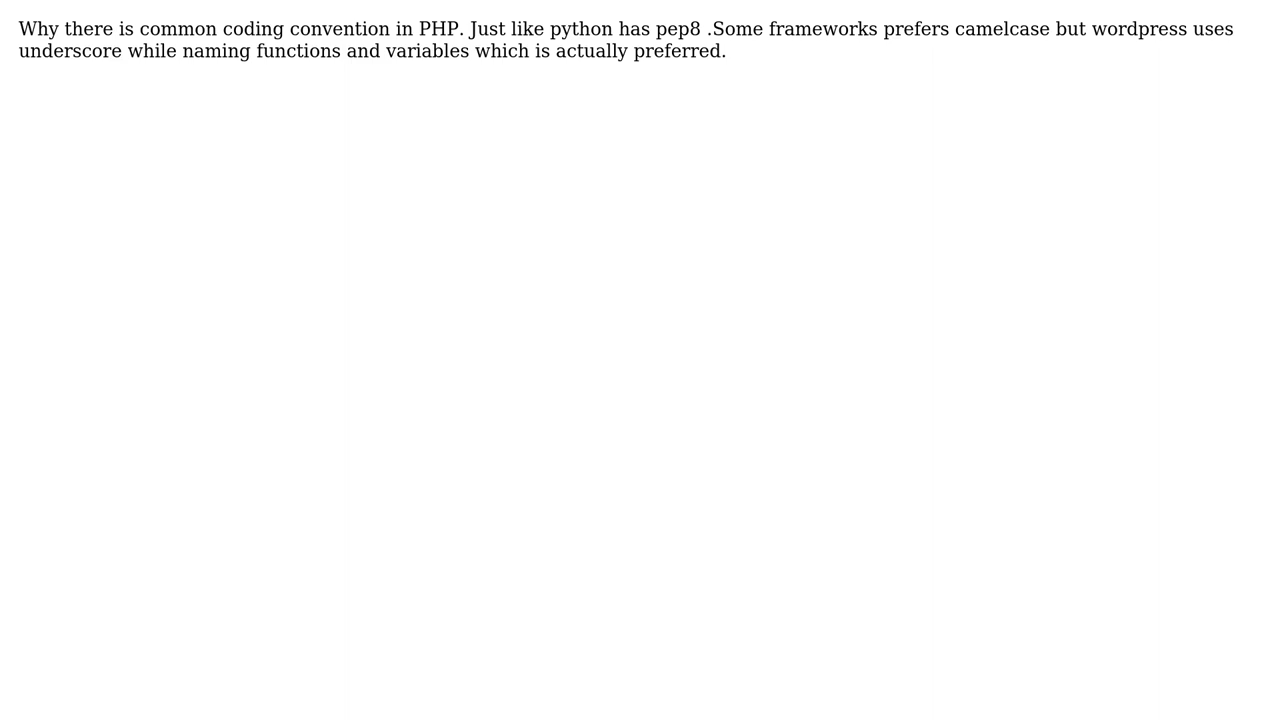 Why there is common coding convention in PHP. Just like python has pep8 .Some frameworks prefers camelcase but wordpress uses
underscore while naming functions and variables which is actually preferred.